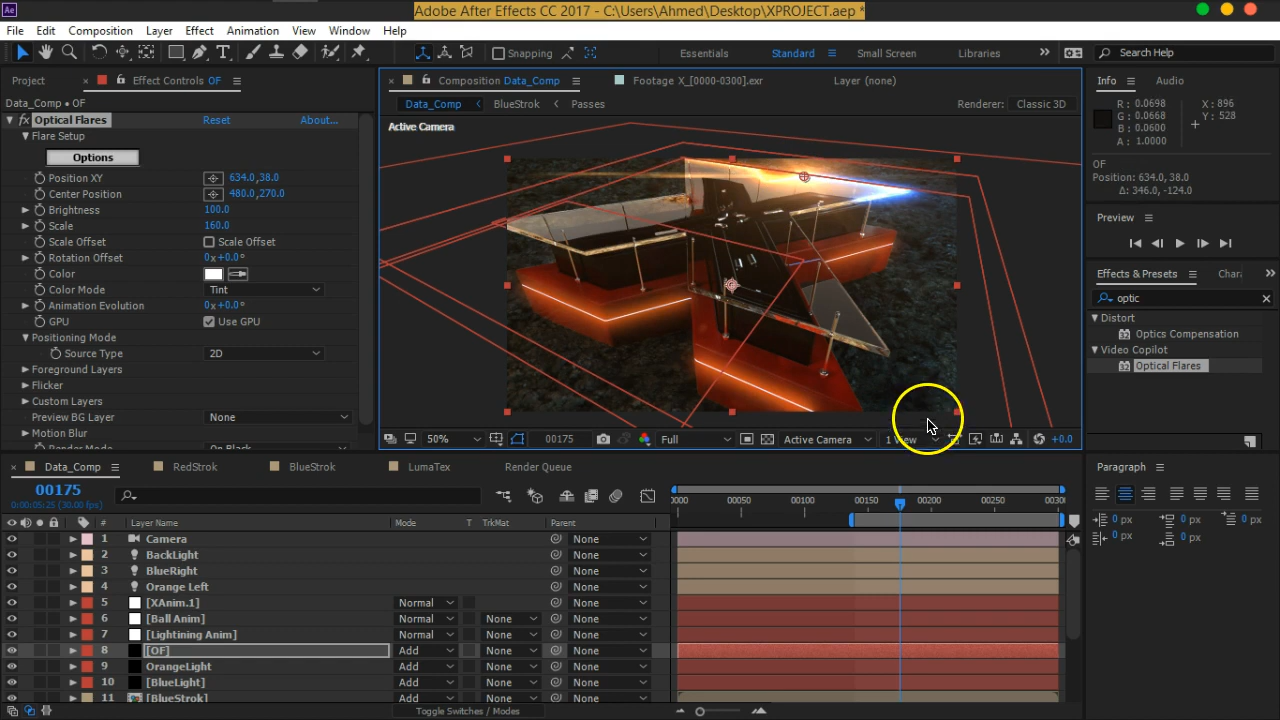 Ae
Adobe After Effects CC 2017 - C:\Users\Ahmed\Desktop\XPROJECT.aep *
File Edit Composition Layer Effect Animation View Window Help
Snapping Essentials Standard Small Screen Libraries Search Help
Project Effect Controls OF
Data_Comp • OF
fx Optical Flares Reset About...
Flare Setup
Options
Position XY 634.0,38.0
Center Position 480.0,270.0
Brightness 100.0
Scale 160.0
Scale Offset Scale Offset
Rotation Offset 0x+0.0°
Color
Color Mode Tint
Animation Evolution 0x+0.0°
GPU Use GPU
Positioning Mode
Source Type 2D
Foreground Layers
Flicker
Custom Layers
Preview BG Layer None
Motion Blur
Composition Data_Comp Footage X_[0000-0300].exr Layer (none)
Data_Comp BlueStrok Passes Renderer: Classic 3D
Active Camera
50% 00175 Full Active Camera 1 View +0.0
Info Audio
R : 0.0698
G : 0.0668
B : 0.0600
A : 1.0000
X : 896
Y : 528
OF
Position: 634.0, 38.0
Δ: 346.0, -124.0
Preview
Effects & Presets
optic
Distort
32 Optics Compensation
Video Copilot
32 Optical Flares
Data_Comp RedStrok BlueStrok LumaTex Render Queue
00175
0:00:05:25 (30.00 fps)
00050 00100 00150 00200 00250
# Layer Name Mode T TrkMat Parent
1 Camera None
2 BackLight None
3 BlueRight None
4 Orange Left None
5 [XAnim.1] Normal None
6 [Ball Anim] Normal None None
7 [Lightining Anim] Normal None None
8 [OF] Add None None
9 OrangeLight Add None None
10 [BlueLight] Add None None
11 [BlueStrok] Add None None
Toggle Switches / Modes
Paragraph
0 px 0 px 0 px
0 px 0 px